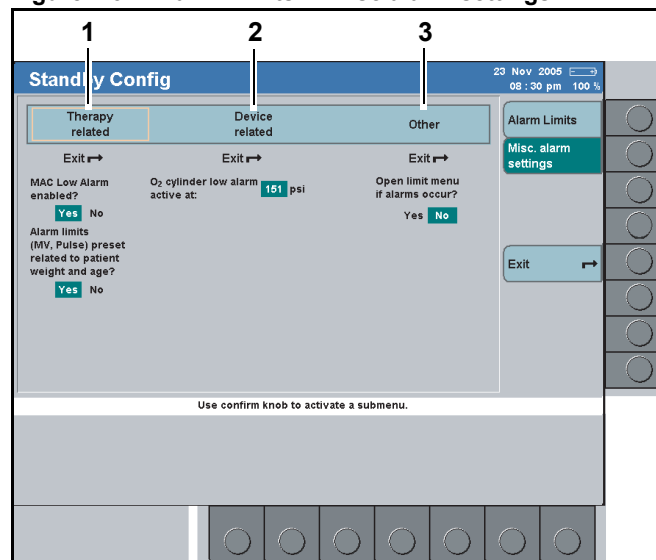 1 2 3
Standby Config
23 Nov 2005
08 : 30 pm 100 %
Therapy related
Device related
Other
Exit
Exit
Exit
MAC Low Alarm
enabled?
Yes No
Alarm limits
(MV, Pulse) preset
related to patient
weight and age?
Yes No
O2 cylinder low alarm
active at: 151 psi
Open limit menu
if alarms occur?
Yes No
Alarm Limits
Misc. alarm
settings
Exit
Use confirm knob to activate a submenu.